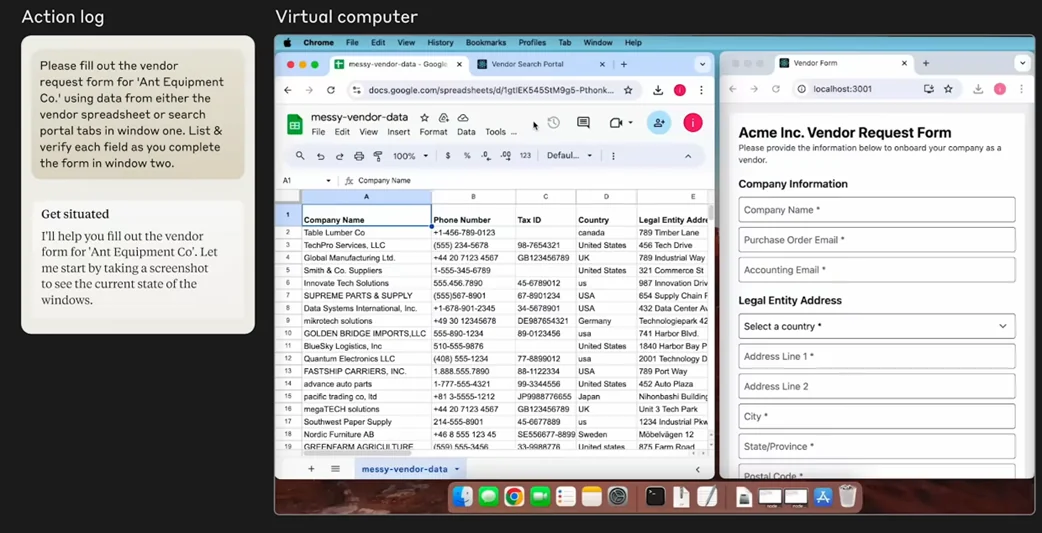 Action log
Virtual computer
Please fill out the vendor
request form for 'Ant Equipment
Co.' using data from either the
vendor spreadsheet or search
portal tabs in window one. List &
verify each field as you complete
the form in window two.
Get situated
I'll help you fill out the vendor
form for 'Ant Equipment Co'. Let
me start by taking a screenshot
to see the current state of the
windows.
Chrome File Edit View History Bookmarks Profiles Tab Window Help
messy-vendor-data - Google
Vendor Search Portal
docs.google.com/spreadsheets/d/1gtlEK545StM9g5-Pthonk...
messy-vendor-data
File Edit View Insert Format Data Tools ...
100% $ % .0 .00 123 Defaul...
A1 Company Name
A B C D E
1 Company Name Phone Number Tax ID Country Legal Entity Addre
2 Table Lumber Co +1-456-789-0123 canada 789 Timber Lane
3 TechPro Services, LLC (555) 234-5678 98-7654321 United States 456 Tech Drive
4 Global Manufacturing Ltd. +44 20 7123 4567 GB123456789 UK 789 Industrial Way
5 Smith & Co. Suppliers 1-555-345-6789 United States 321 Commerce St
6 Innovate Tech Solutions 555.456.7890 45-6789012 us 987 Innovation Drive
7 SUPREME PARTS & SUPPLY (555)567-8901 67-8901234 USA 654 Supply Chain
8 Data Systems International, Inc. +1-678-901-2345 34-5678901 USA 432 Data Center Av
9 mikrotech solutions +49 30 12345678 DE987654321 Germany Technologiepark 42
10 GOLDEN BRIDGE IMPORTS,LLC 555-890-1234 89-0123456 usa 741 Harbor Blvd.
11 BlueSky Logistics, Inc 510-555-9876 United States 1840 Harbor Bay P
12 Quantum Electronics LLC (408) 555-1234 77-8899012 usa 2001 Technology D
13 FASTSHIP CARRIERS, INC. 1.888.555.7890 88-1122334 USA 789 Port Way
14 advance auto parts 1-777-555-4321 99-3344556 United States 452 Auto Plaza
15 pacific trading co, ltd +81 3-5555-1212 JP9988776655 Japan Nihonbashi Building
16 megaTECH solutions +44 20 7123 4567 GB123456789 UK Unit 3 Tech Park
17 Southwest Paper Supply 214-555-8901 45-6677889 us 1234 Industrial Pkw
18 Nordic Furniture AB +46 8 555 123 45 SE556677-8899 Sweden Möbelvägen 12
19 GREENFARM AGRICULTURE (559) 555-3456 33-9988776 United States 875 Farm Road
messy-vendor-data
Vendor Form
localhost:3001
Acme Inc. Vendor Request Form
Please provide the information below to onboard your company as a
vendor.
Company Information
Company Name *
Purchase Order Email *
Accounting Email *
Legal Entity Address
Select a country *
Address Line 1 *
Address Line 2
City *
State/Province *
Postal Code *